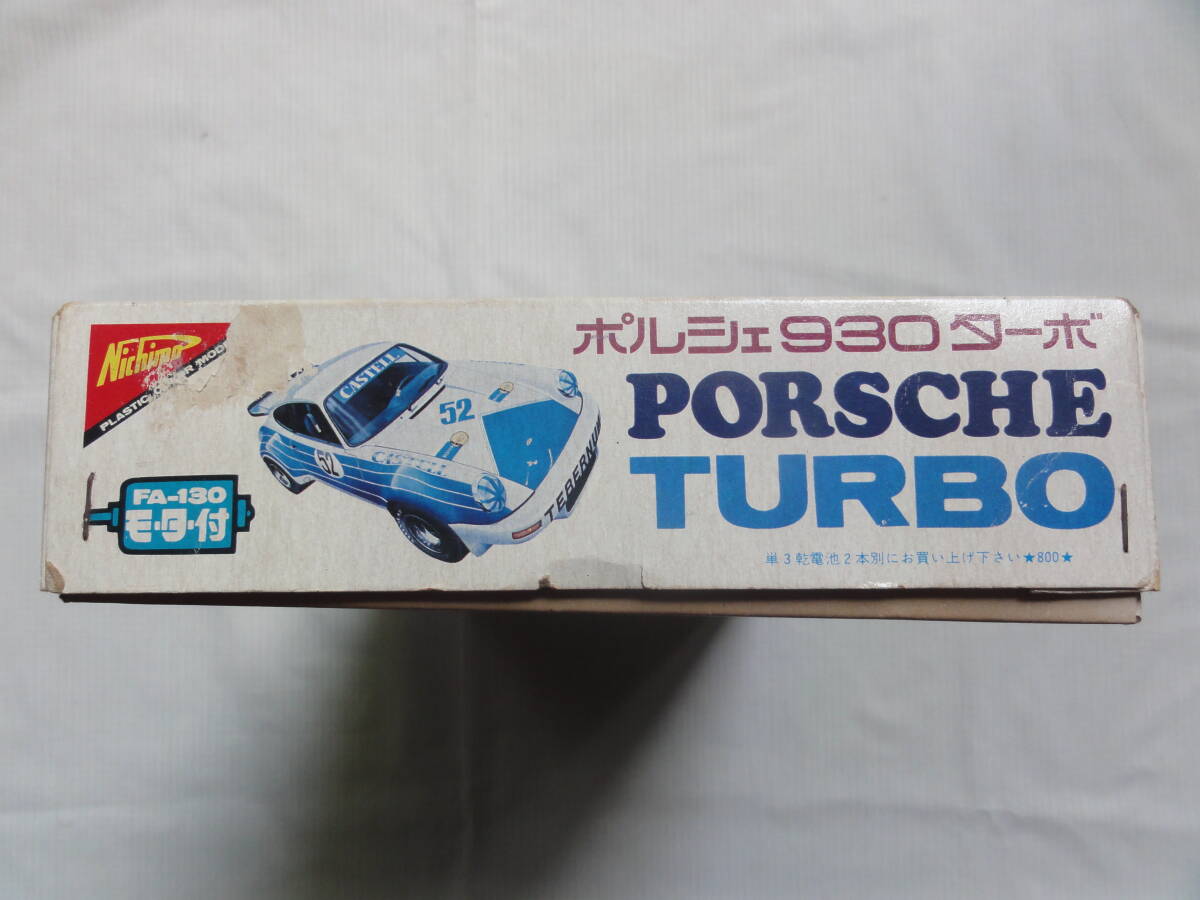 Nichimo
PLASTIC
FA-130
モ・タ・付
CASTELL
52
52
CASTELL
ポルシェ930ターボ
PORSCHE
TURBO
単3乾電池2本別にお買い上げ下さい★800★